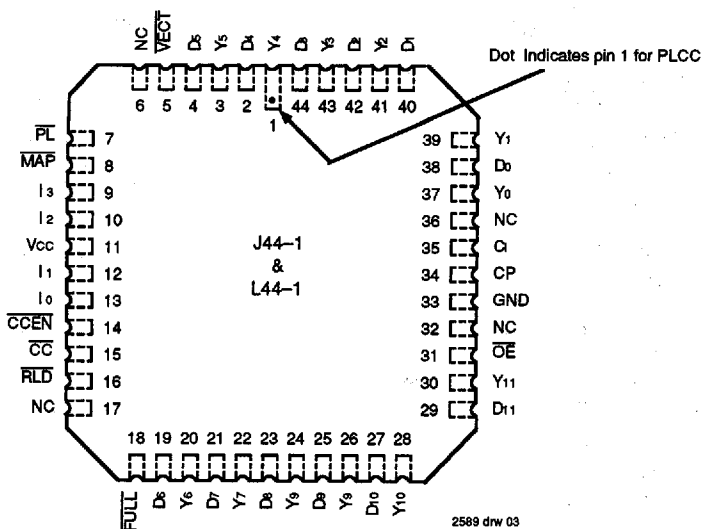 NC VECT D5 Y5 D4 Y4 D3 Y3 D2 Y2 D1
Dot Indicates pin 1 for PLCC
6 5 4 3 2 1 44 43 42 41 40
PL 7
MAP 8
I3 9
I2 10
Vcc 11
I1 12
I0 13
CCEN 14
CC 15
RLD 16
NC 17
J44-1
&
L44-1
39 Y1
38 D0
37 Y0
36 NC
35 CI
34 CP
33 GND
32 NC
31 OE
30 Y11
29 D11
18 19 20 21 22 23 24 25 26 27 28
FULL D6 Y6 D7 Y7 D8 Y9 D9 Y9 D10 Y10
2589 drw 03